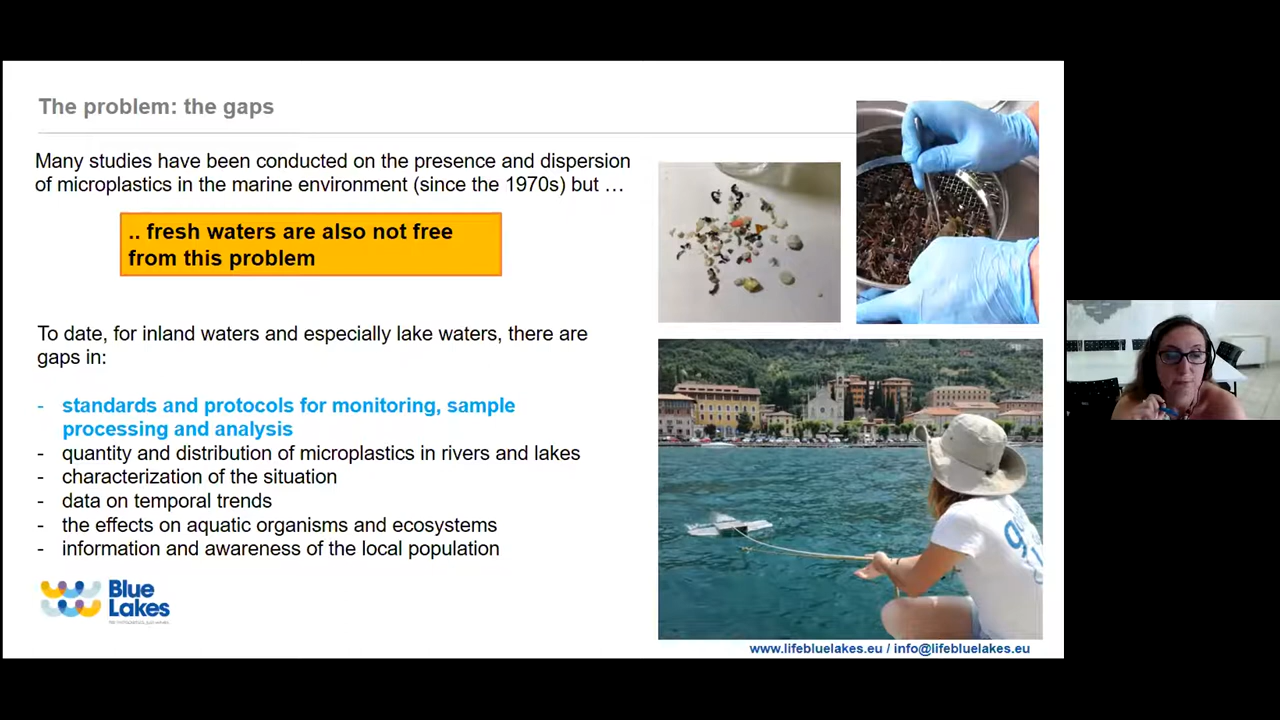 The problem: the gaps
Many studies have been conducted on the presence and dispersion
of microplastics in the marine environment (since the 1970s) but …
.. fresh waters are also not free
from this problem
To date, for inland waters and especially lake waters, there are
gaps in:
- standards and protocols for monitoring, sample
processing and analysis
- quantity and distribution of microplastics in rivers and lakes
- characterization of the situation
- data on temporal trends
- the effects on aquatic organisms and ecosystems
- information and awareness of the local population
Blue
Lakes
www.lifebluelakes.eu / info@lifebluelakes.eu